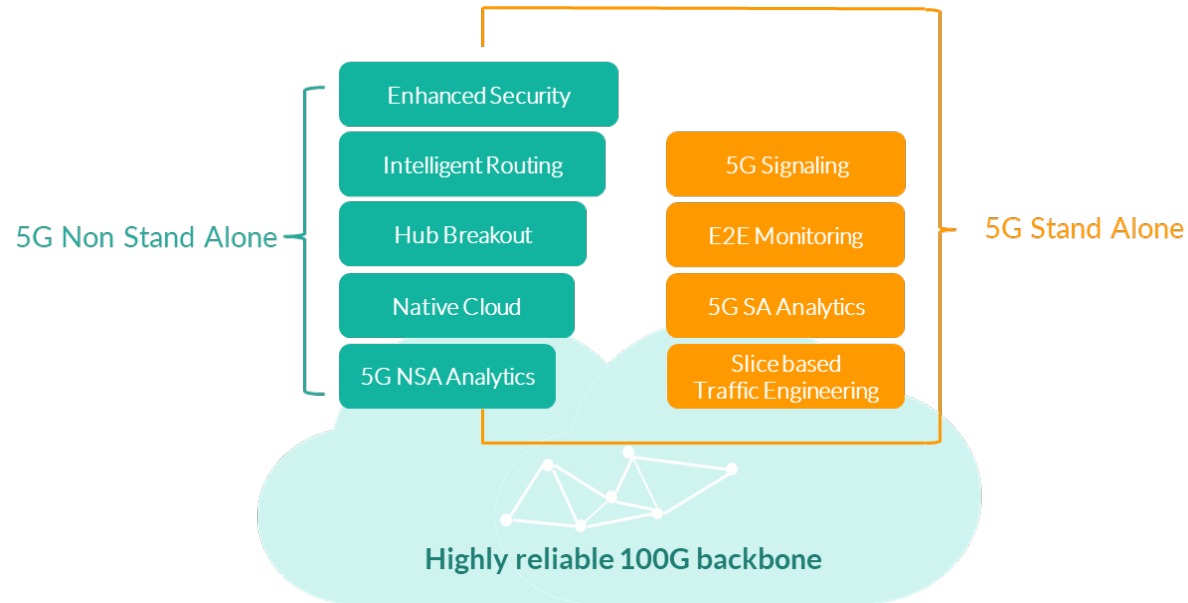 Enhanced Security
Intelligent Routing
5G Signaling
5G Non Stand Alone
Hub Breakout
E2E Monitoring
5G Stand Alone
Native Cloud
5G SA Analytics
5G NSA Analytics
Slice based
Traffic Engineering
Highly reliable 100G backbone